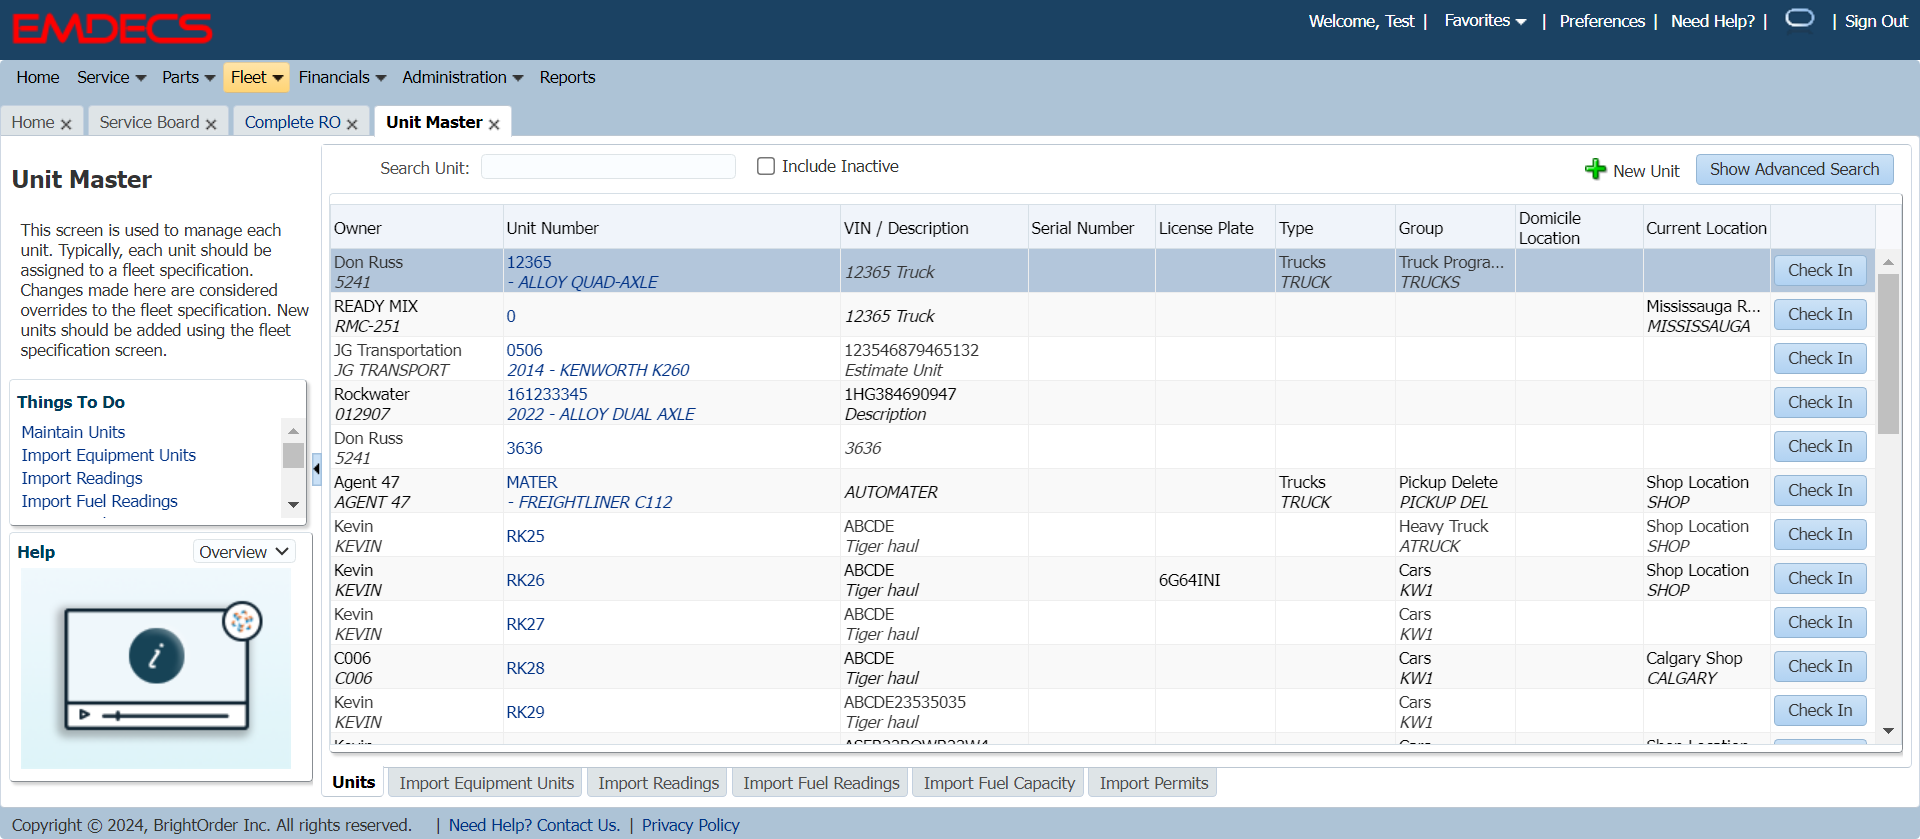 EMDECS
Welcome, Test | Favorites | Preferences | Need Help? | | Sign Out
Home Service Parts Fleet Financials Administration Reports
Home Service Board Complete RO Unit Master
Unit Master
This screen is used to manage each
unit. Typically, each unit should be
assigned to a fleet specification.
Changes made here are considered
overrides to the fleet specification. New
units should be added using the fleet
specification screen.
Things To Do
Maintain Units
Import Equipment Units
Import Readings
Import Fuel Readings
Help Overview
Search Unit: Include Inactive New Unit Show Advanced Search
Owner Unit Number VIN / Description Serial Number License Plate Type Group Domicile Location Current Location
Don Russ 12365 Trucks Truck Progra...
5241 - ALLOY QUAD-AXLE 12365 Truck TRUCK TRUCKS Check In
READY MIX Mississauga R...
RMC-251 0 12365 Truck MISSISSAUGA Check In
JG Transportation 0506 123546879465132
JG TRANSPORT 2014 - KENWORTH K260 Estimate Unit Check In
Rockwater 161233345 1HG384690947
012907 2022 - ALLOY DUAL AXLE Description Check In
Don Russ
5241 3636 3636 Check In
Agent 47 MATER Trucks Pickup Delete Shop Location
AGENT 47 - FREIGHTLINER C112 AUTOMATER TRUCK PICKUP DEL SHOP Check In
Kevin ABCDE Heavy Truck Shop Location
KEVIN RK25 Tiger haul ATRUCK SHOP Check In
Kevin ABCDE Cars Shop Location
KEVIN RK26 Tiger haul 6G64INI KW1 SHOP Check In
Kevin ABCDE Cars
KEVIN RK27 Tiger haul KW1 Check In
C006 ABCDE Cars Calgary Shop
C006 RK28 Tiger haul KW1 CALGARY Check In
Kevin ABCDE23535035 Cars
KEVIN RK29 Tiger haul KW1 Check In
Units Import Equipment Units Import Readings Import Fuel Readings Import Fuel Capacity Import Permits
Copyright © 2024, BrightOrder Inc. All rights reserved. | Need Help? Contact Us. | Privacy Policy